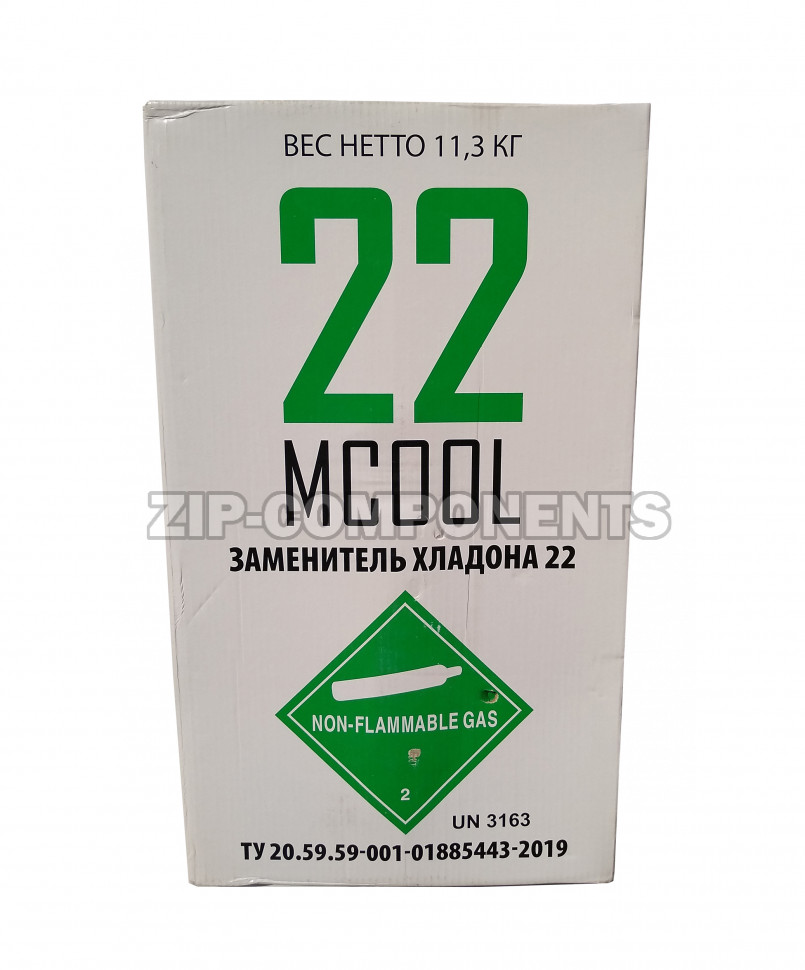 ВЕС НЕТТО 11,3 КГ
22
MCOOL
ZIP-COMPONENTS
ЗАМЕНИТЕЛЬ ХЛАДОНА 22
NON-FLAMMABLE GAS
2
UN 3163
ТУ 20.59.59-001-01885443-2019